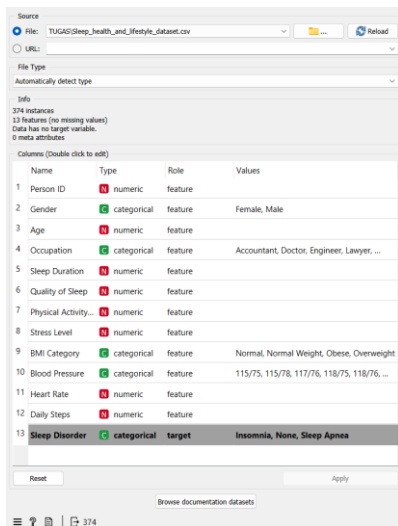 Source
File: TUGAS\Sleep_health_and_lifestyle_dataset.csv ... Reload
URL:
File Type
Automatically detect type
Info
374 instances
13 features (no missing values)
Data has no target variable.
0 meta attributes
Columns (Double click to edit)
Name Type Role Values
1 Person ID N numeric feature
2 Gender C categorical feature Female, Male
3 Age N numeric feature
4 Occupation C categorical feature Accountant, Doctor, Engineer, Lawyer, ...
5 Sleep Duration N numeric feature
6 Quality of Sleep N numeric feature
7 Physical Activity... N numeric feature
8 Stress Level N numeric feature
9 BMI Category C categorical feature Normal, Normal Weight, Obese, Overweight
10 Blood Pressure C categorical feature 115/75, 115/78, 117/76, 118/75, 118/76, ...
11 Heart Rate N numeric feature
12 Daily Steps N numeric feature
13 Sleep Disorder C categorical target Insomnia, None, Sleep Apnea
Reset Apply
Browse documentation datasets
? 374